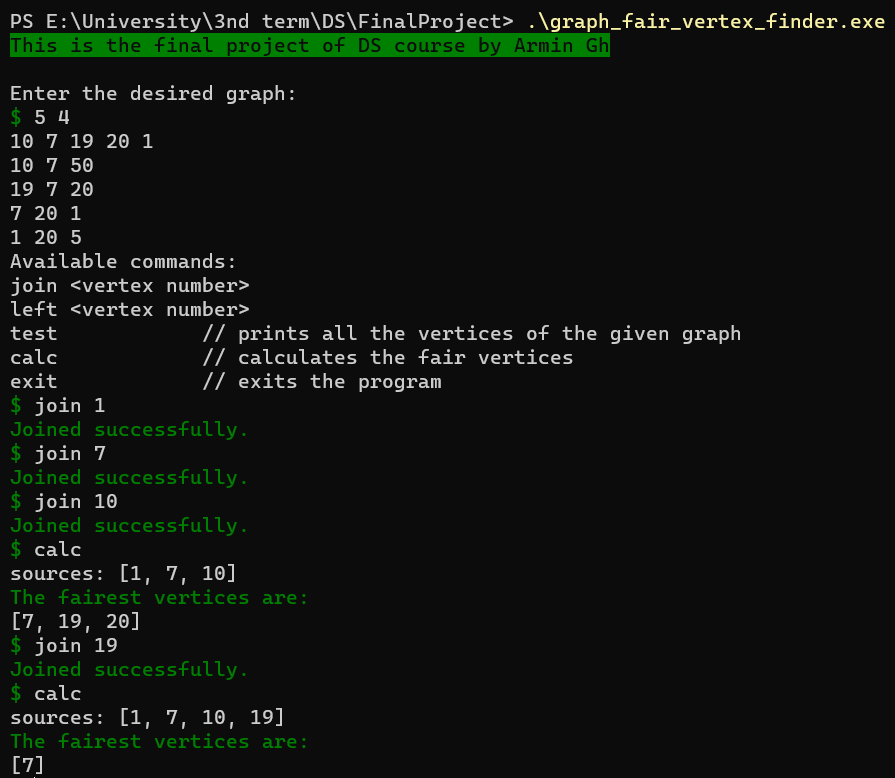 PS E:\University\3nd term\DS\FinalProject> .\graph_fair_vertex_finder.exe
This is the final project of DS course by Armin Gh
Enter the desired graph:
$ 5 4
10 7 19 20 1
10 7 50
19 7 20
7 20 1
1 20 5
Available commands:
join <vertex number>
left <vertex number>
test            // prints all the vertices of the given graph
calc            // calculates the fair vertices
exit            // exits the program
$ join 1
Joined successfully.
$ join 7
Joined successfully.
$ join 10
Joined successfully.
$ calc
sources: [1, 7, 10]
The fairest vertices are:
[7, 19, 20]
$ join 19
Joined successfully.
$ calc
sources: [1, 7, 10, 19]
The fairest vertices are:
[7]